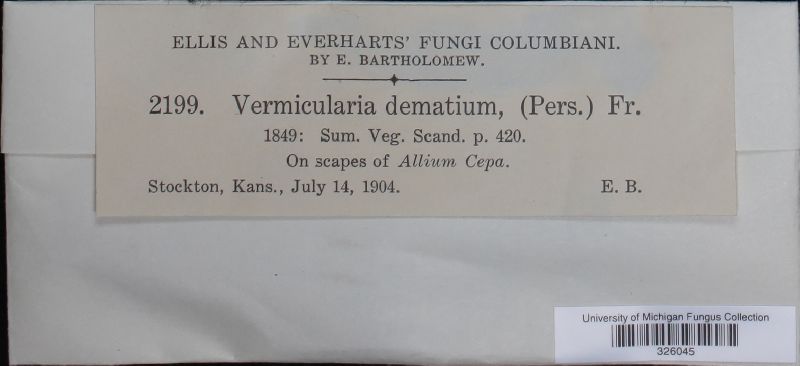 ELLIS AND EVERHARTS' FUNGI COLUMBIANI.
BY E. BARTHOLOMEW.
2199. Vermicularia dematium, (Pers.) Fr.
1849: Sum. Veg. Scand. p. 420.
On scapes of Allium Cepa.
Stockton, Kans., July 14, 1904. E. B.
University of Michigan Fungus Collection
326045